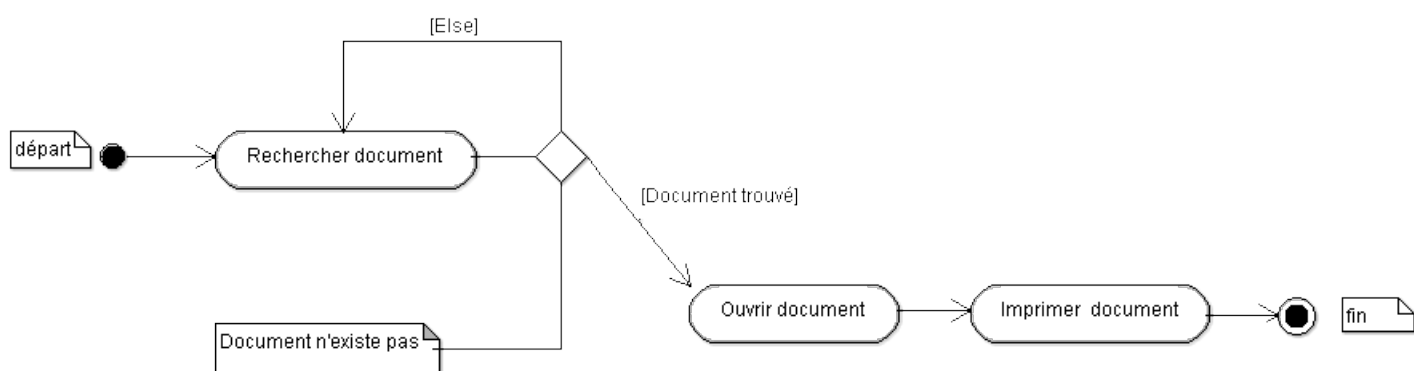 [Else]
départ
Rechercher document
[Document trouvé]
Ouvrir document
Imprimer document
fin
Document n'existe pas